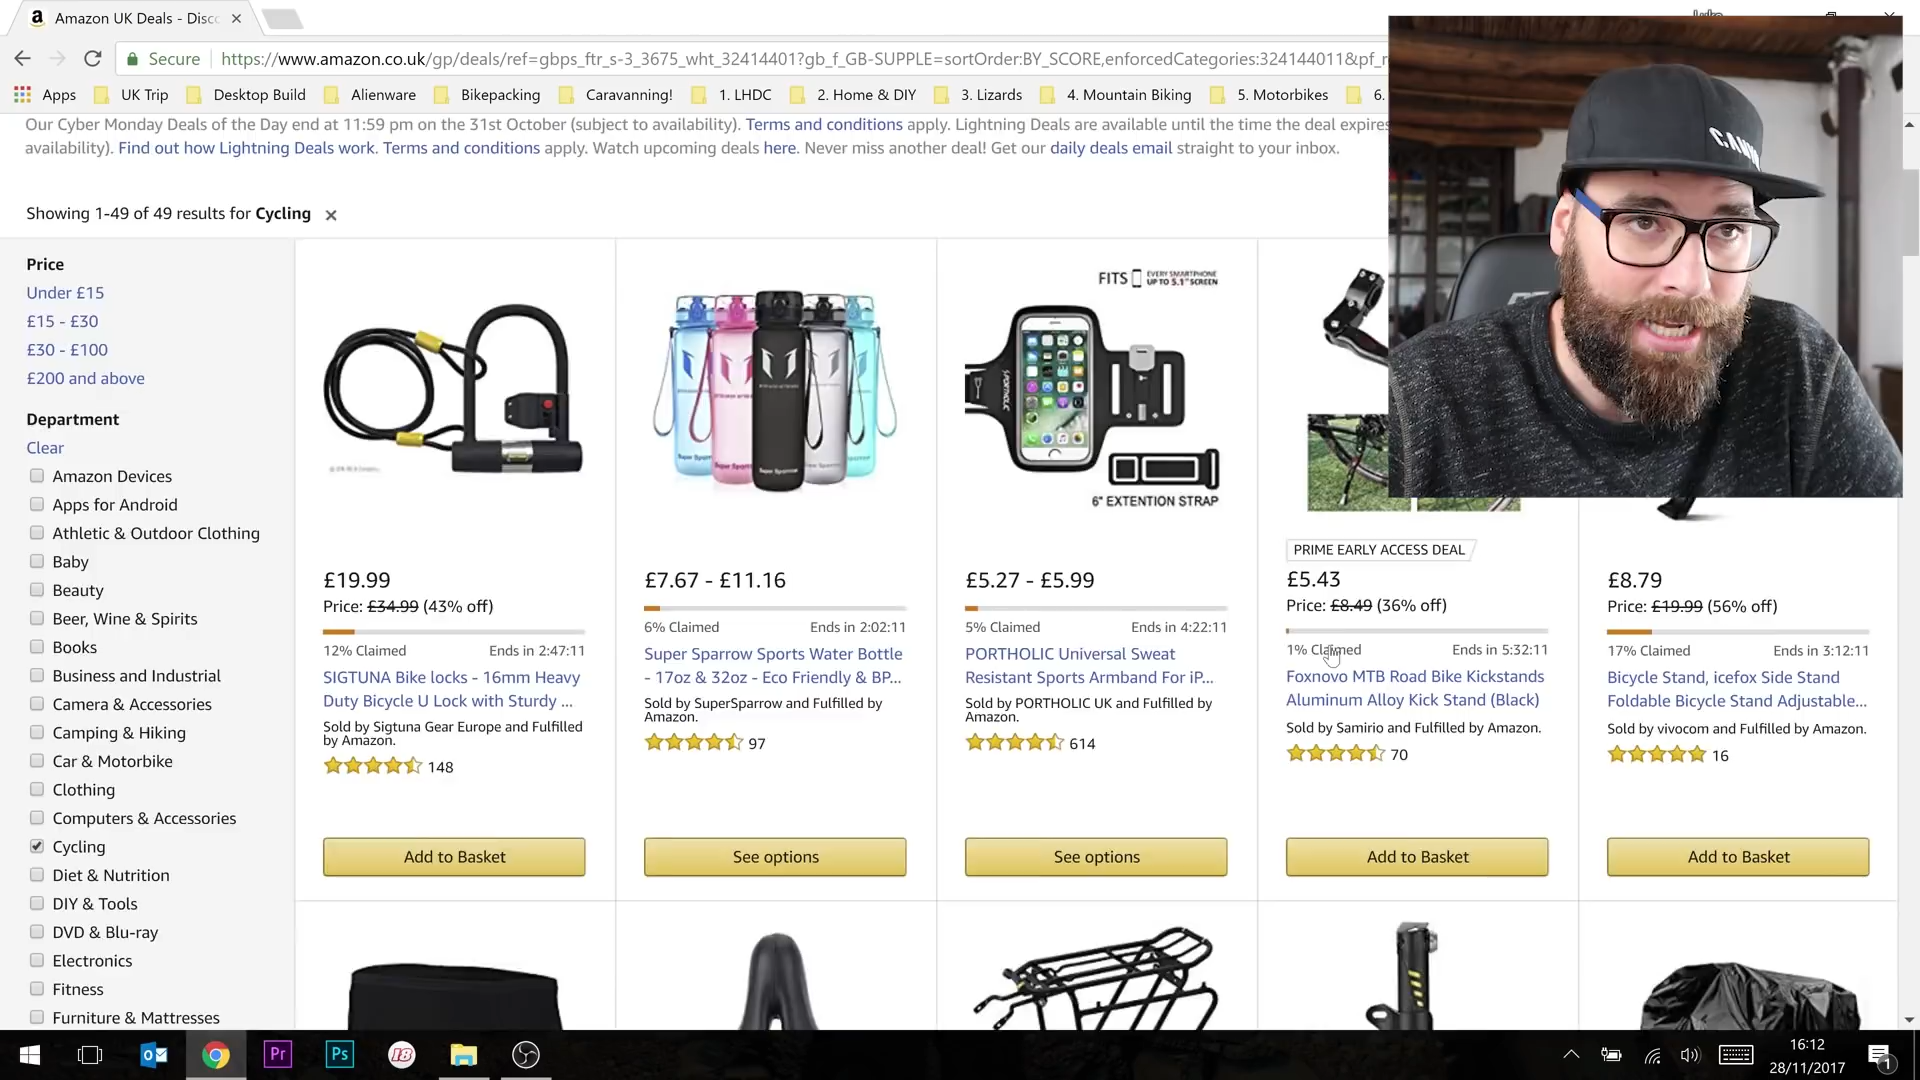 Amazon UK Deals - Disc
Secure
https://www.amazon.co.uk/gp/deals/ref=gbps_ftr_s-3_3675_wht_32414401?gb_f_GB-SUPPLE=sortOrder:BY_SCORE,enforcedCategories:324144011&pf_r
Apps
UK Trip
Desktop Build
Alienware
Bikepacking
Caravanning!
1. LHDC
2. Home & DIY
3. Lizards
4. Mountain Biking
5. Motorbikes
6.
Our Cyber Monday Deals of the Day end at 11:59 pm on the 31st October (subject to availability). Terms and conditions apply. Lightning Deals are available until the time the deal expires
availability). Find out how Lightning Deals work. Terms and conditions apply. Watch upcoming deals here. Never miss another deal! Get our daily deals email straight to your inbox.
Showing 1-49 of 49 results for Cycling
Price
Under £15
£15 - £30
£30 - £100
£200 and above
Department
Clear
Amazon Devices
Apps for Android
Athletic & Outdoor Clothing
Baby
Beauty
Beer, Wine & Spirits
Books
Business and Industrial
Camera & Accessories
Camping & Hiking
Car & Motorbike
Clothing
Computers & Accessories
Cycling
Diet & Nutrition
DIY & Tools
DVD & Blu-ray
Electronics
Fitness
Furniture & Mattresses
£19.99
Price: £34.99 (43% off)
12% Claimed
Ends in 2:47:11
SIGTUNA Bike locks - 16mm Heavy
Duty Bicycle U Lock with Sturdy ...
Sold by Sigtuna Gear Europe and Fulfilled
by Amazon.
148
Add to Basket
Super Sparrow
£7.67 - £11.16
6% Claimed
Ends in 2:02:11
Super Sparrow Sports Water Bottle
- 17oz & 32oz - Eco Friendly & BP...
Sold by SuperSparrow and Fulfilled by
Amazon.
97
See options
FITS
EVERY SMARTPHONE
UP TO 5.1" SCREEN
PORTHOLIC
6" EXTENTION STRAP
£5.27 - £5.99
5% Claimed
Ends in 4:22:11
PORTHOLIC Universal Sweat
Resistant Sports Armband For iP...
Sold by PORTHOLIC UK and Fulfilled by
Amazon.
614
See options
PRIME EARLY ACCESS DEAL
£5.43
Price: £8.49 (36% off)
1% Claimed
Ends in 5:32:11
Foxnovo MTB Road Bike Kickstands
Aluminum Alloy Kick Stand (Black)
Sold by Samirio and Fulfilled by Amazon.
70
Add to Basket
£8.79
Price: £19.99 (56% off)
17% Claimed
Ends in 3:12:11
Bicycle Stand, icefox Side Stand
Foldable Bicycle Stand Adjustable...
Sold by vivocom and Fulfilled by Amazon.
16
Add to Basket
Pr
Ps
18
16:12
28/11/2017
1